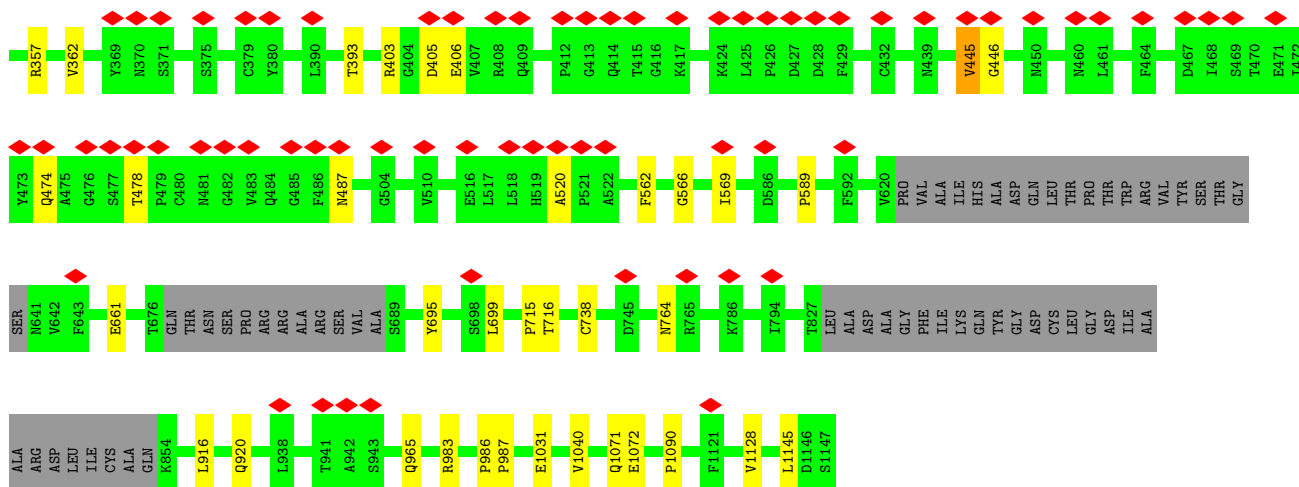 R357 V362 Y369 N370 S371 S375 C379 Y380 L390 T393 R403 G404 D405 E406 V407 R408 Q409 P412 G413 Q414 T415 G416 K417 K424 L425 P426 D427 D428 F429 C432 N439 V445 G446 N450 N460 L461 F464 D467 I468 S469 T470 E471 I472
Y473 Q474 A475 G476 S477 T478 P479 C480 N481 G482 V483 Q484 G485 F486 N487 G504 V510 E516 L517 L518 H519 A520 P521 A522 F562 G566 I569 D586 P589 F592 V620 PRO VAL ALA ILE HIS ALA ASP GLN LEU THR PRO THR TRP ARG VAL TYR SER THR GLY
SER N641 V642 F643 E661 T676 GLN THR ASN SER PRO ARG ARG ALA ARG SER VAL ALA S689 Y695 S698 L699 P715 T716 C738 D745 N764 R765 K786 I794 T827 LEU ALA ASP ALA GLY PHE ILE LYS GLN TYR GLY ASP CYS LEU GLY ASP ILE ALA
ALA ARG ASP LEU ILE CYS ALA GLN K854 L916 Q920 L938 T941 A942 S943 Q965 R983 P986 P987 E1031 V1040 Q1071 E1072 P1090 F1121 V1128 L1145 D1146 S1147